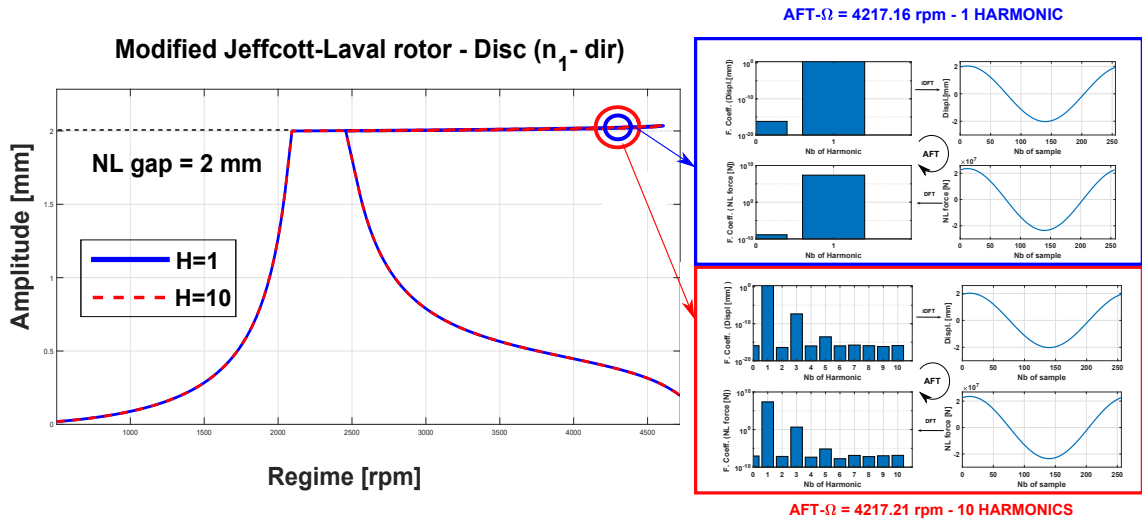 AFT-Ω = 4217.16 rpm - 1 HARMONIC
Modified Jeffcott-Laval rotor - Disc (n1- dir)
Amplitude [mm]
2
1.5
1
0.5
0
NL gap = 2 mm
H=1
H=10
1000
1500
2000
2500
3000
3500
4000
4500
Regime [rpm]
F. Coeff. (Displ.[mm])
10^0
10^-10
10^-20
0
1
Nb of Harmonic
iDFT
Displ.[mm]
2
0
-2
0
50
100
150
200
250
Nb of sample
AFT
F. Coeff. ( NL force [N])
10^10
10^0
10^-10
0
1
Nb of Harmonic
DFT
NL force [N]
×10^7
2
0
-2
0
50
100
150
200
250
Nb of sample
F. Coeff. (Displ. [mm] )
10^0
10^-10
10^-20
0 1 2 3 4 5 6 7 8 9 10
Nb of Harmonic
iDFT
Displ. [mm]
2
0
-2
0
50
100
150
200
250
Nb of sample
AFT
F. Coeff. (NL force [N])
10^10
10^0
10^-10
0 1 2 3 4 5 6 7 8 9 10
Nb of Harmonic
DFT
NL force [N]
×10^7
2
0
-2
0
50
100
150
200
250
Nb of sample
AFT-Ω = 4217.21 rpm - 10 HARMONICS